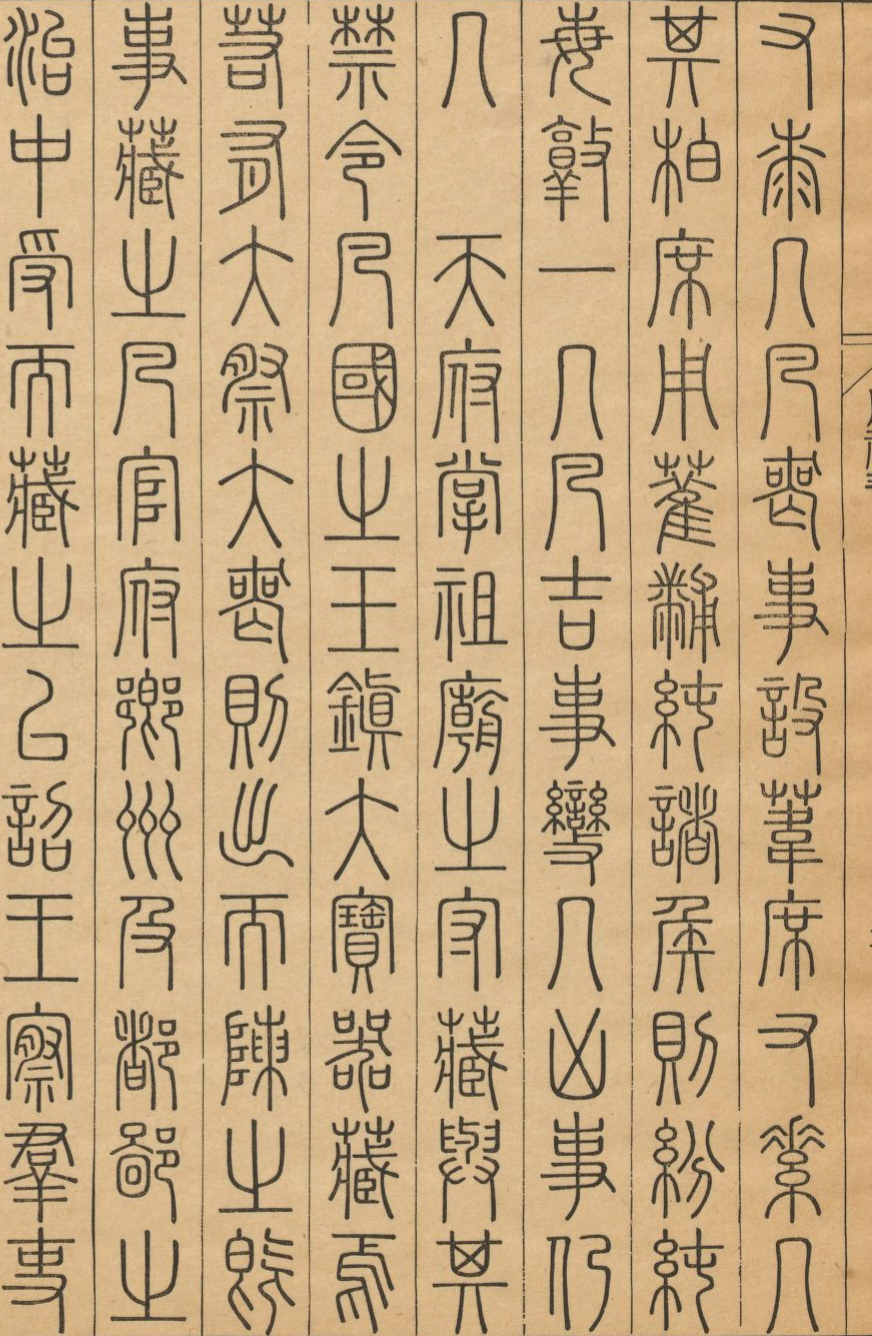 又桼几凡喪事設葦席又素几
其柏席用萑黼純諸侯則紛純
每敦一几凡吉事變几凶事仍
几　天府掌祖廟之守藏與其
禁令凡國之玉鎮大寶器藏焉
若有大祭大喪則出而陳之既
事藏之凡官府鄉州及都鄙之
治中受而藏之以詔王察羣吏